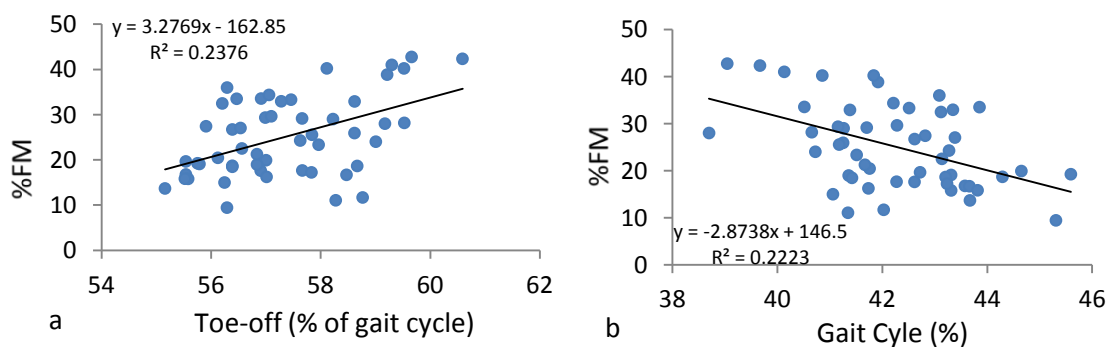 y = 3.2769x - 162.85
R² = 0.2376
50
40
30
20
10
0
%FM
54
56
58
60
62
Toe-off (% of gait cycle)
a
50
40
30
20
10
0
%FM
y = -2.8738x + 146.5
R² = 0.2223
38
40
42
44
46
Gait Cyle (%)
b